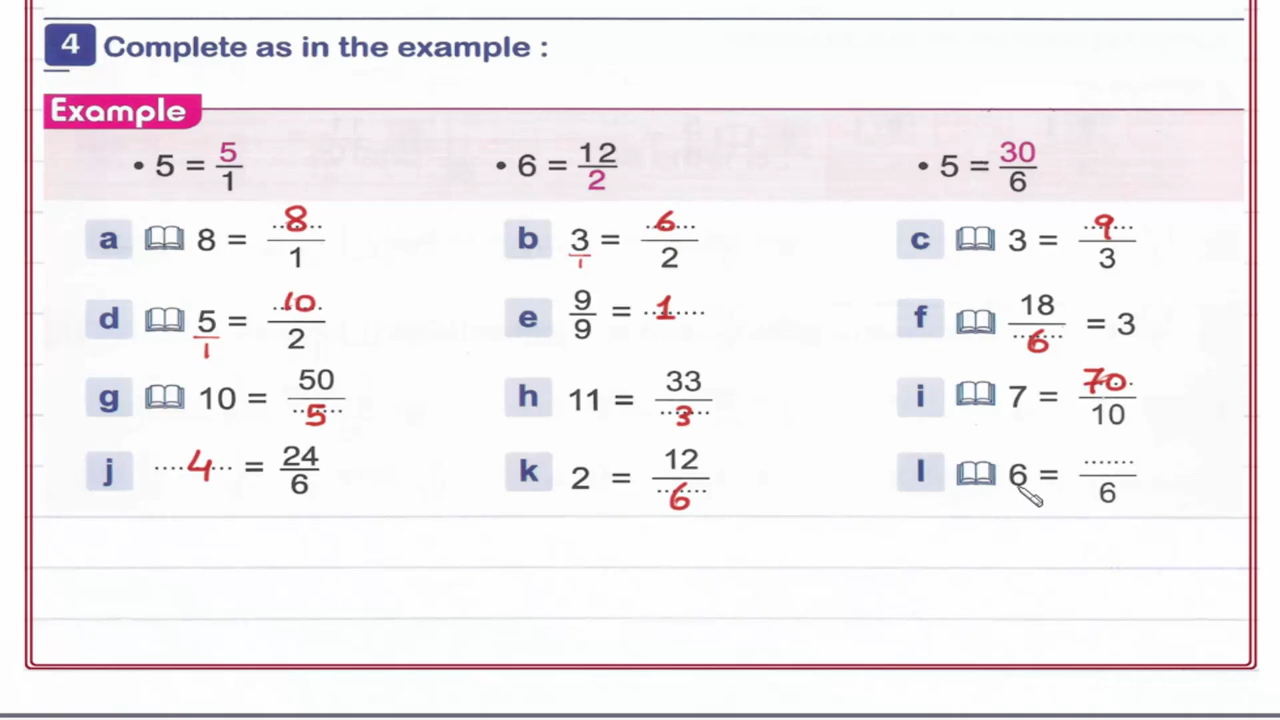 4 Complete as in the example :
Example
• 5 = 5/1 • 6 = 12/2 • 5 = 30/6
a 8 = 8/1 b 3/1 = 6/2 c 3 = 9/3
d 5/1 = 10/2 e 9/9 = 1 f 18/6 = 3
g 10 = 50/5 h 11 = 33/3 i 7 = 70/10
j 4 = 24/6 k 2 = 12/6 l 6 = ....../6